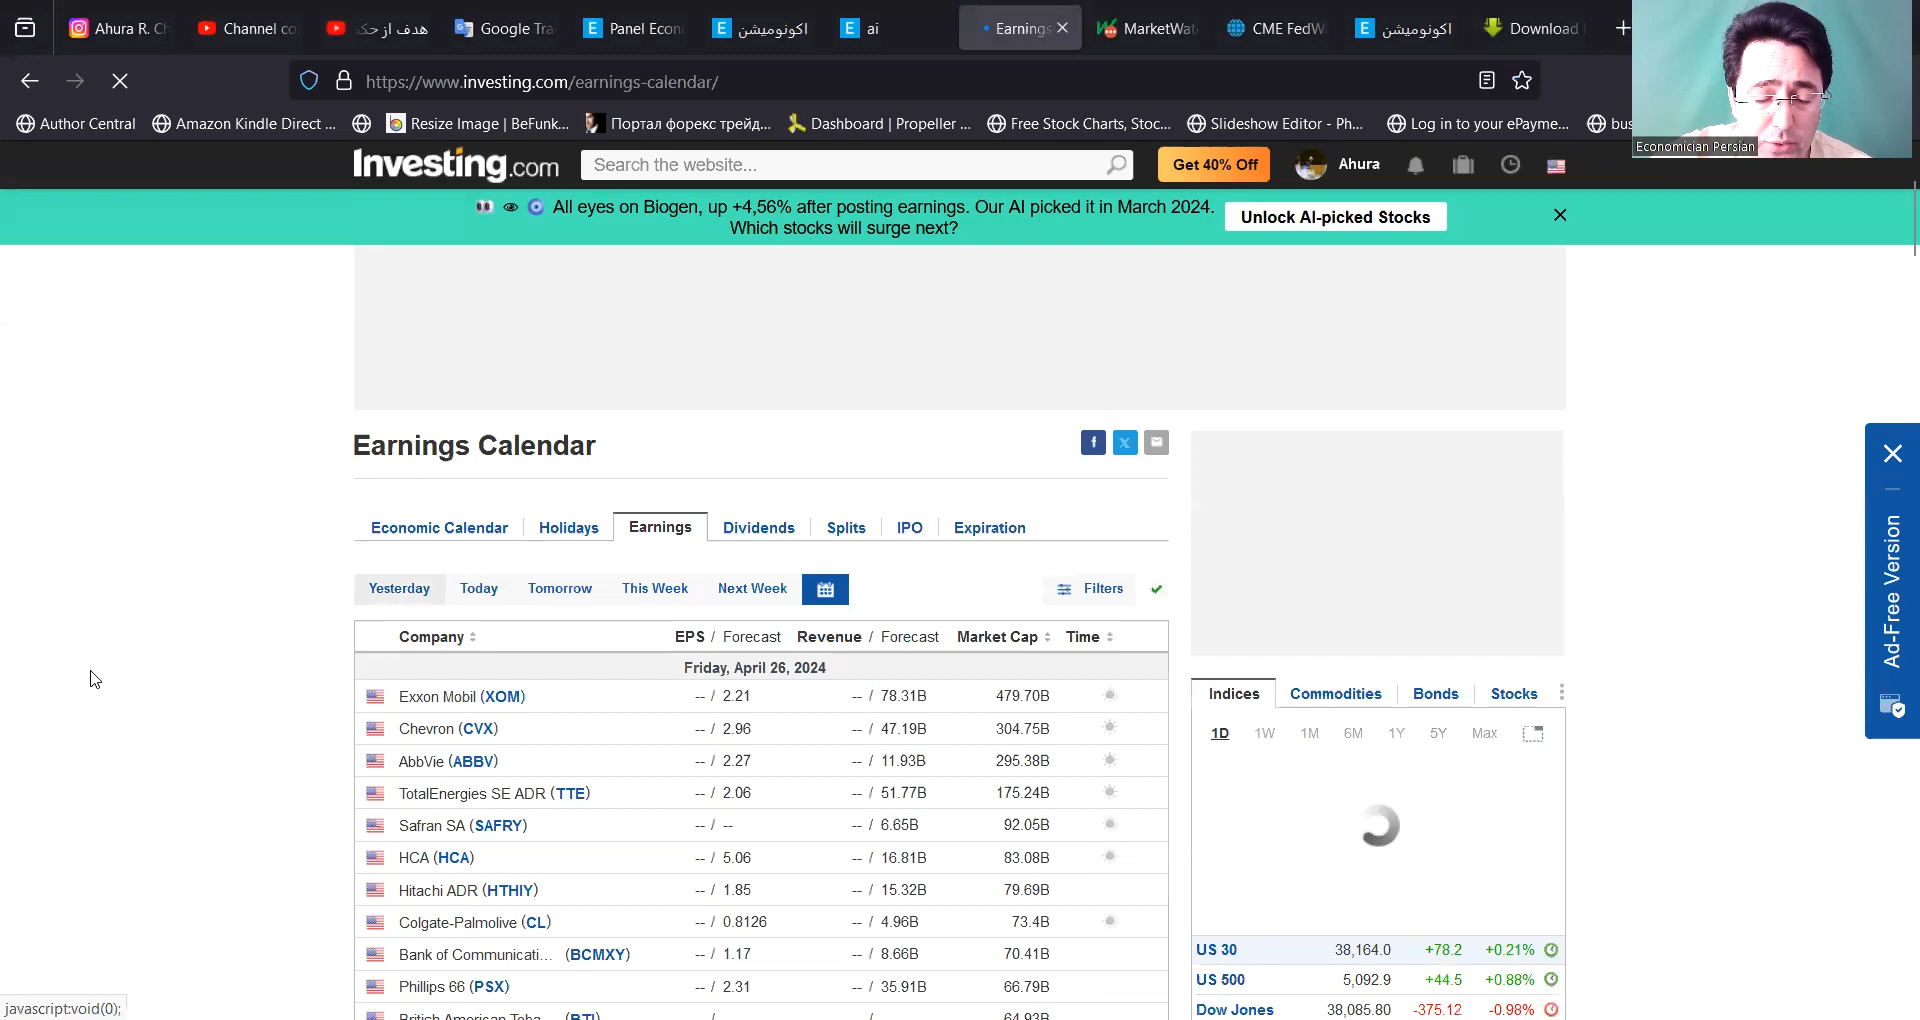 Ahura R. Ch
Channel co
هدف از حک
Google Tra
Panel Econ
اکونومیشن
ai
Earnings
MarketWat
CME FedW
اکونومیشن
Download
https://www.investing.com/earnings-calendar/
Author Central
Amazon Kindle Direct ...
Resize Image | BeFunk...
Портал форекс трейд...
Dashboard | Propeller ...
Free Stock Charts, Stoc...
Slideshow Editor - Ph...
Log in to your ePayme...
bus
Economician Persian
Investing.com
Search the website...
Get 40% Off
Ahura
All eyes on Biogen, up +4,56% after posting earnings. Our AI picked it in March 2024.
Which stocks will surge next?
Unlock AI-picked Stocks
Earnings Calendar
Economic Calendar Holidays Earnings Dividends Splits IPO Expiration
Yesterday Today Tomorrow This Week Next Week Filters
Company EPS / Forecast Revenue / Forecast Market Cap Time
Friday, April 26, 2024
Exxon Mobil (XOM) -- / 2.21 -- / 78.31B 479.70B
Chevron (CVX) -- / 2.96 -- / 47.19B 304.75B
AbbVie (ABBV) -- / 2.27 -- / 11.93B 295.38B
TotalEnergies SE ADR (TTE) -- / 2.06 -- / 51.77B 175.24B
Safran SA (SAFRY) -- / -- -- / 6.65B 92.05B
HCA (HCA) -- / 5.06 -- / 16.81B 83.08B
Hitachi ADR (HTHIY) -- / 1.85 -- / 15.32B 79.69B
Colgate-Palmolive (CL) -- / 0.8126 -- / 4.96B 73.4B
Bank of Communicati... (BCMXY) -- / 1.17 -- / 8.66B 70.41B
Phillips 66 (PSX) -- / 2.31 -- / 35.91B 66.79B
British American Toba... (BTI) / / 64.93B
Indices Commodities Bonds Stocks
1D 1W 1M 6M 1Y 5Y Max
US 30 38,164.0 +78.2 +0.21%
US 500 5,092.9 +44.5 +0.88%
Dow Jones 38,085.80 -375.12 -0.98%
Ad-Free Version
javascript:void(0);